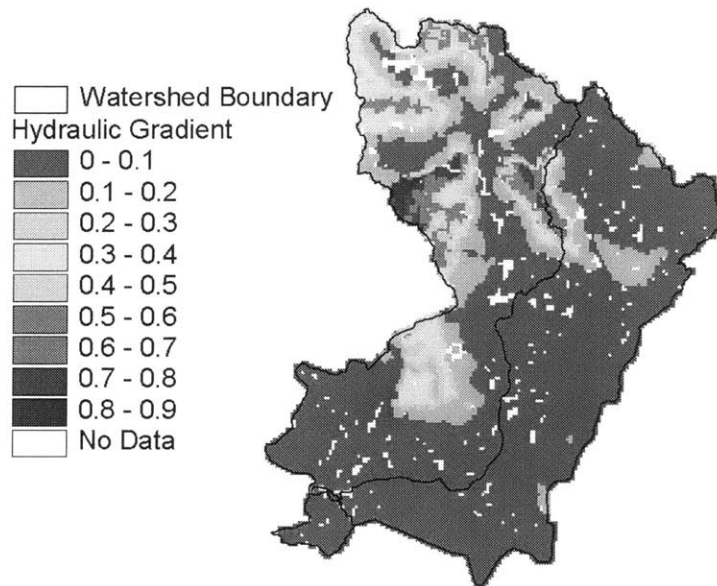 Watershed Boundary
Hydraulic Gradient
0 - 0.1
0.1 - 0.2
0.2 - 0.3
0.3 - 0.4
0.4 - 0.5
0.5 - 0.6
0.6 - 0.7
0.7 - 0.8
0.8 - 0.9
No Data